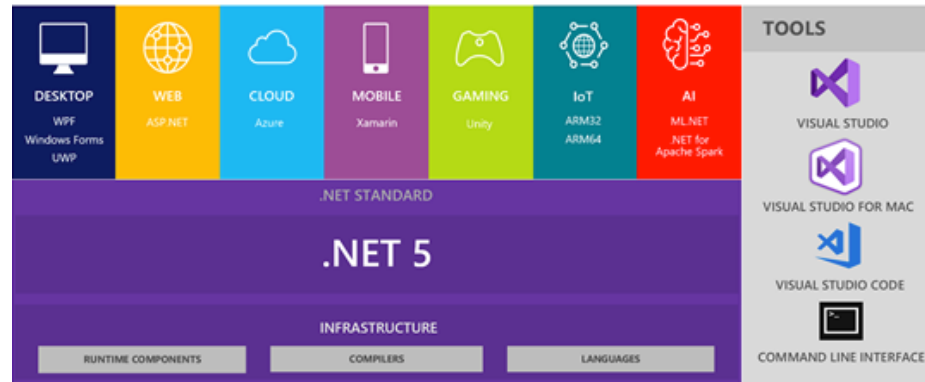 DESKTOP
WPF
Windows Forms
UWP
WEB
ASP.NET
CLOUD
Azure
MOBILE
Xamarin
GAMING
Unity
IoT
ARM32
ARM64
AI
ML.NET
.NET for
Apache Spark
.NET STANDARD
.NET 5
INFRASTRUCTURE
RUNTIME COMPONENTS
COMPILERS
LANGUAGES
TOOLS
VISUAL STUDIO
VISUAL STUDIO FOR MAC
VISUAL STUDIO CODE
COMMAND LINE INTERFACE